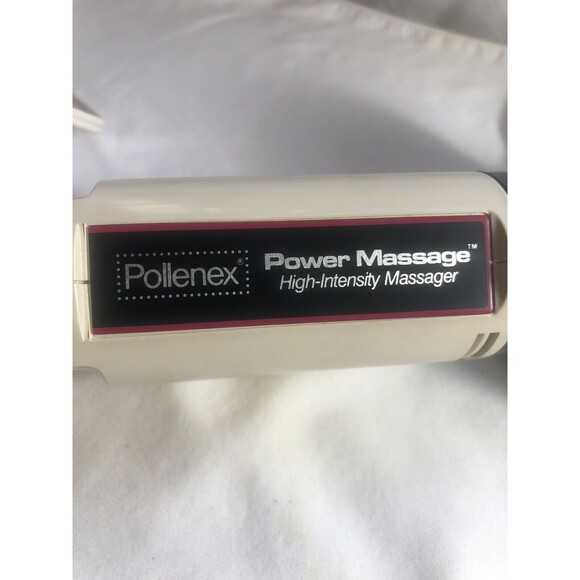 Pollenex®
Power Massage™
High-Intensity Massager